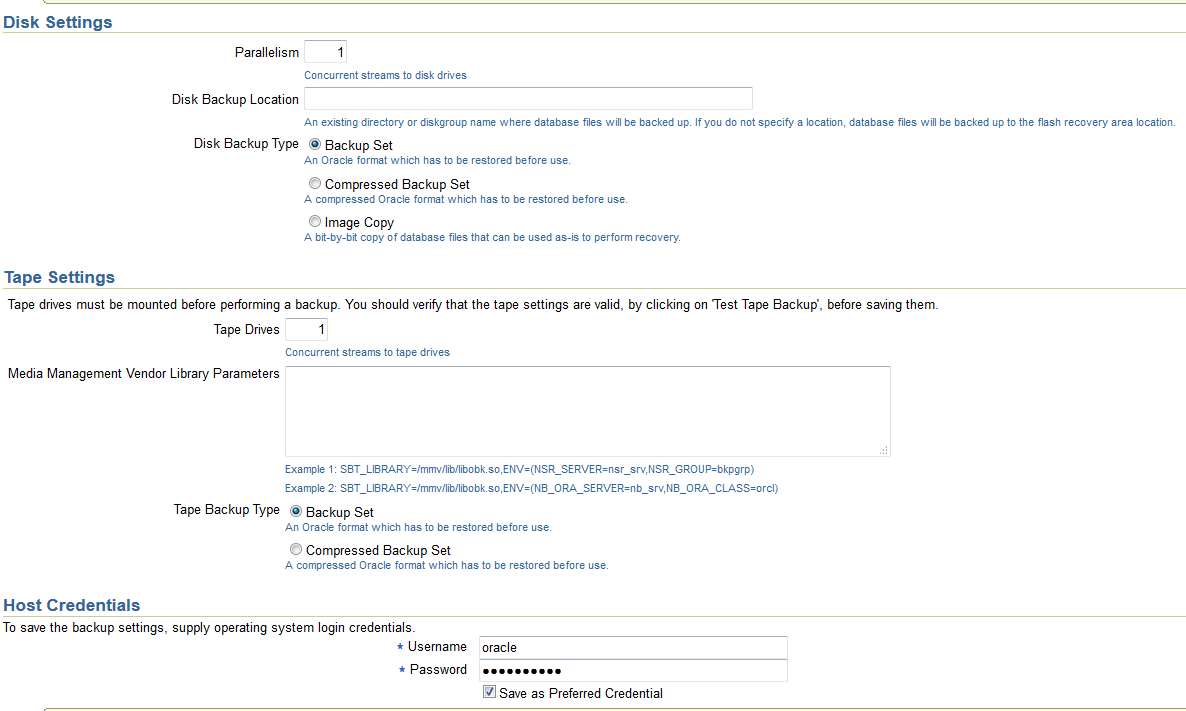 Disk Settings
Parallelism 1
Concurrent streams to disk drives
Disk Backup Location
An existing directory or diskgroup name where database files will be backed up. If you do not specify a location, database files will be backed up to the flash recovery area location.
Disk Backup Type Backup Set
An Oracle format which has to be restored before use.
Compressed Backup Set
A compressed Oracle format which has to be restored before use.
Image Copy
A bit-by-bit copy of database files that can be used as-is to perform recovery.
Tape Settings
Tape drives must be mounted before performing a backup. You should verify that the tape settings are valid, by clicking on 'Test Tape Backup', before saving them.
Tape Drives 1
Concurrent streams to tape drives
Media Management Vendor Library Parameters
Example 1: SBT_LIBRARY=/mmv/lib/libobk.so,ENV=(NSR_SERVER=nsr_srv,NSR_GROUP=bkpgrp)
Example 2: SBT_LIBRARY=/mmv/lib/libobk.so,ENV=(NB_ORA_SERVER=nb_srv,NB_ORA_CLASS=orcl)
Tape Backup Type Backup Set
An Oracle format which has to be restored before use.
Compressed Backup Set
A compressed Oracle format which has to be restored before use.
Host Credentials
To save the backup settings, supply operating system login credentials.
* Username oracle
* Password ••••••••••
Save as Preferred Credential